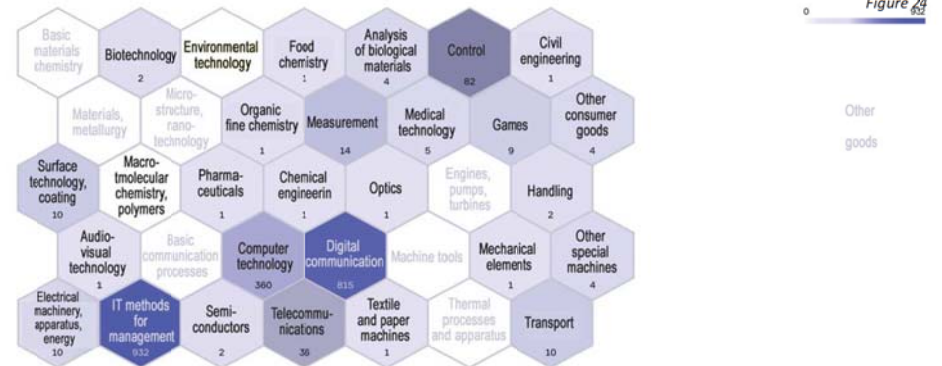 Figure 24
0
932
Basic
materials
chemistry
Biotechnology
2
Environmental
technology
Food
chemistry
1
Analysis
of biological
materials
4
Control
82
Civil
engineering
1
Materials,
metallurgy
Micro-
structure,
nano-
technology
Organic
fine chemistry
1
Measurement
14
Medical
technology
5
Games
9
Other
consumer
goods
4
Other
goods
Surface
technology,
coating
10
Macro-
tmolecular
chemistry,
polymers
Pharma-
ceuticals
1
Chemical
engineerin
1
Optics
1
Engines,
pumps,
turbines
Handling
2
Audio-
visual
technology
1
Basic
communication
processes
Computer
technology
360
Digital
communication
815
Machine tools
Mechanical
elements
1
Other
special
machines
4
Electrical
machinery,
apparatus,
energy
10
IT methods
for
management
932
Semi-
conductors
2
Telecommu-
nications
36
Textile
and paper
machines
1
Thermal
processes
and apparatus
Transport
10